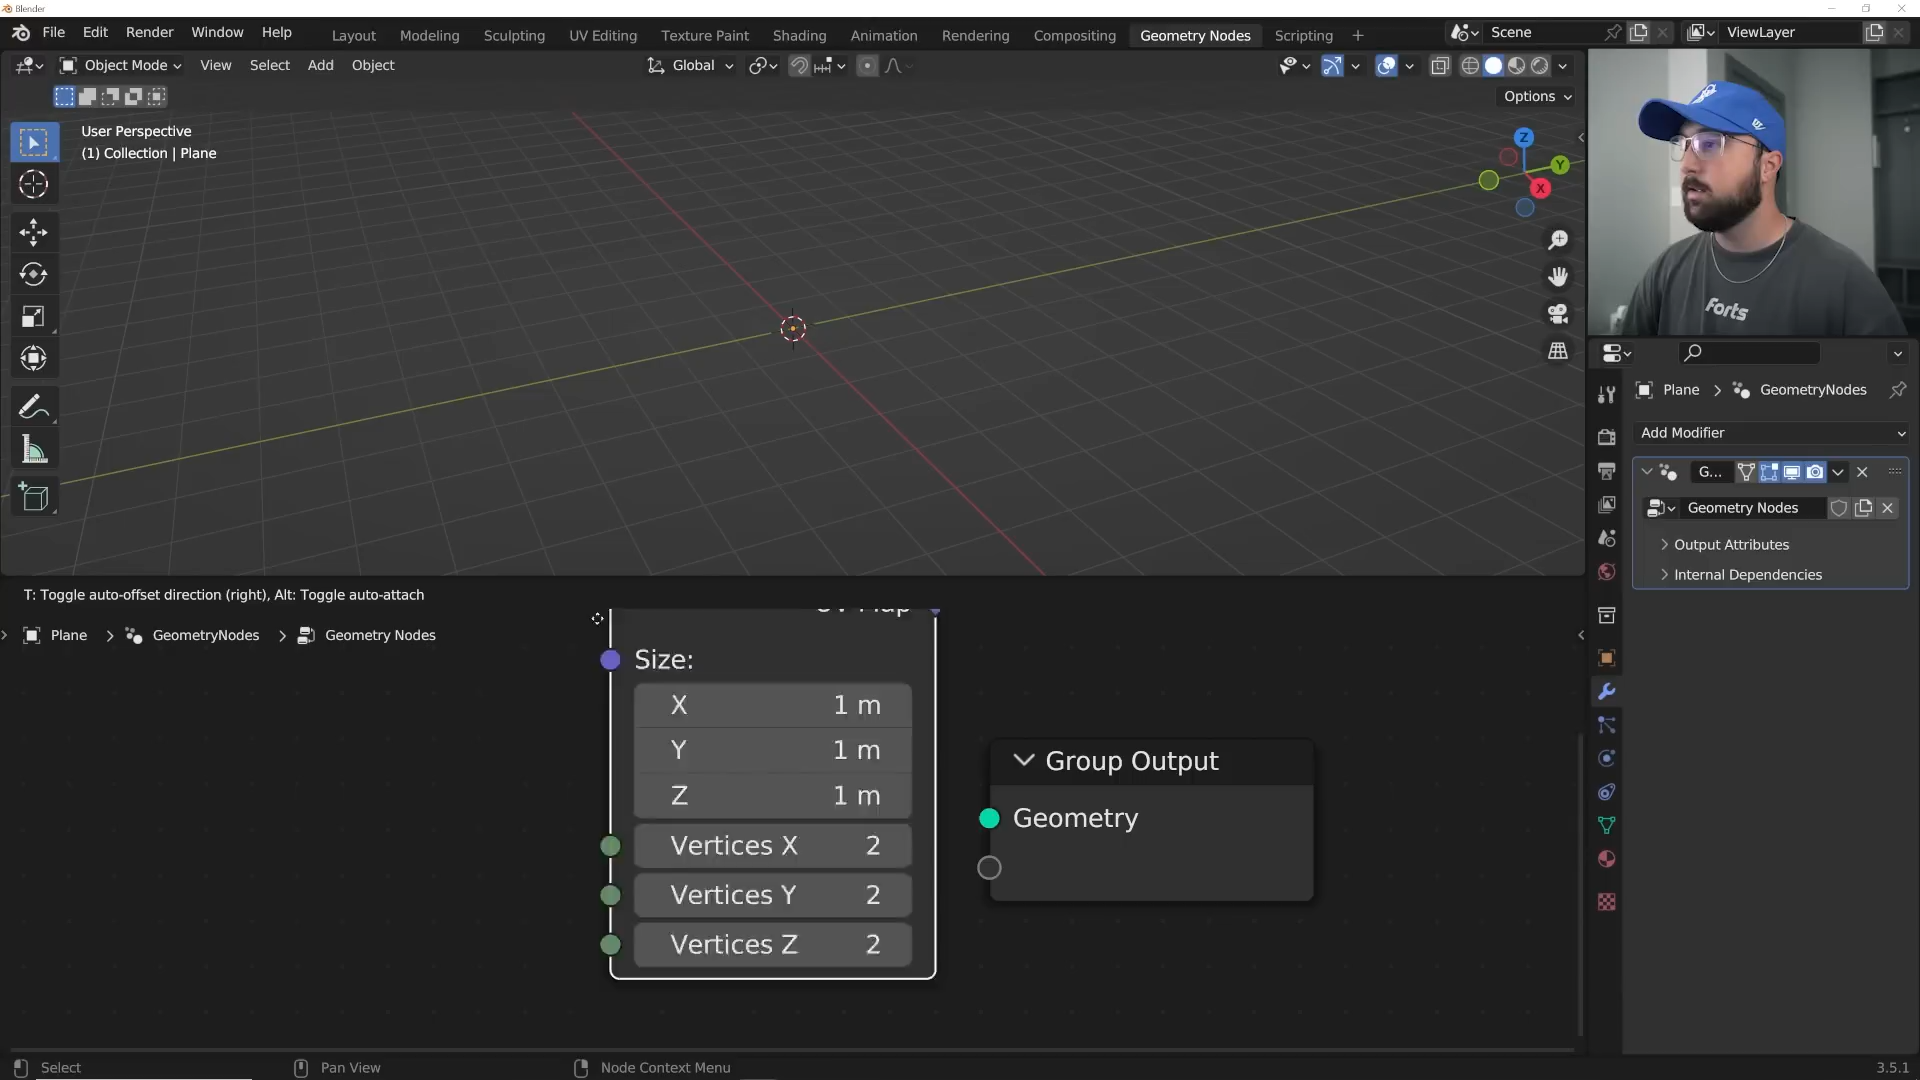 Blender
File Edit Render Window Help
Layout Modeling Sculpting UV Editing Texture Paint Shading Animation Rendering Compositing Geometry Nodes Scripting +
Scene
ViewLayer
Object Mode View Select Add Object
Global
Options
User Perspective
(1) Collection | Plane
Z
Y
X
Forts
Plane > GeometryNodes
Add Modifier
G...
Geometry Nodes
Output Attributes
Internal Dependencies
T: Toggle auto-offset direction (right), Alt: Toggle auto-attach
Plane > GeometryNodes > Geometry Nodes
UV Map
Size:
X 1 m
Y 1 m
Z 1 m
Vertices X 2
Vertices Y 2
Vertices Z 2
Group Output
Geometry
Select
Pan View
Node Context Menu
3.5.1